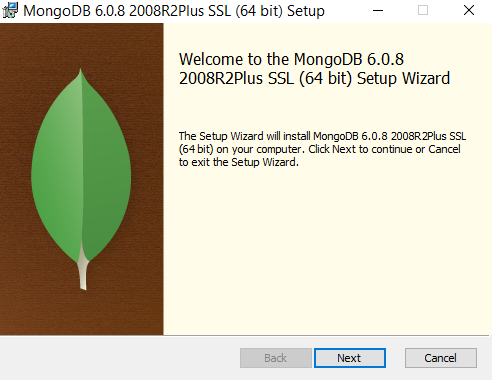 MongoDB 6.0.8 2008R2Plus SSL (64 bit) Setup
Welcome to the MongoDB 6.0.8
2008R2Plus SSL (64 bit) Setup Wizard
The Setup Wizard will install MongoDB 6.0.8 2008R2Plus SSL
(64 bit) on your computer. Click Next to continue or Cancel
to exit the Setup Wizard.
Back Next Cancel